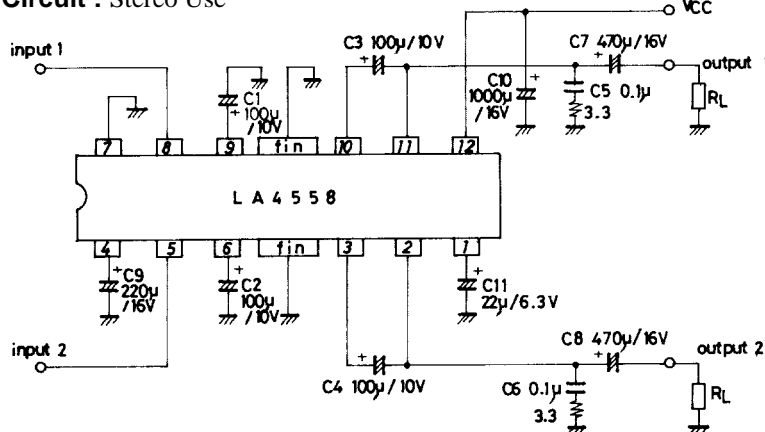 Circuit : Stereo Use
VCC
input 1
C3 100μ/10V
C7 470μ/16V
output
C10
1000μ
/16V
C5 0.1μ
3.3
RL
C1
100μ
/10V
7
8
9
fin
10
11
12
LA4558
4
5
6
fin
3
2
1
C9
220μ
/16V
C2
100μ
/10V
C11
22μ/6.3V
input 2
C4 100μ/10V
C8 470μ/16V
output 2
C6 0.1μ
3.3
RL